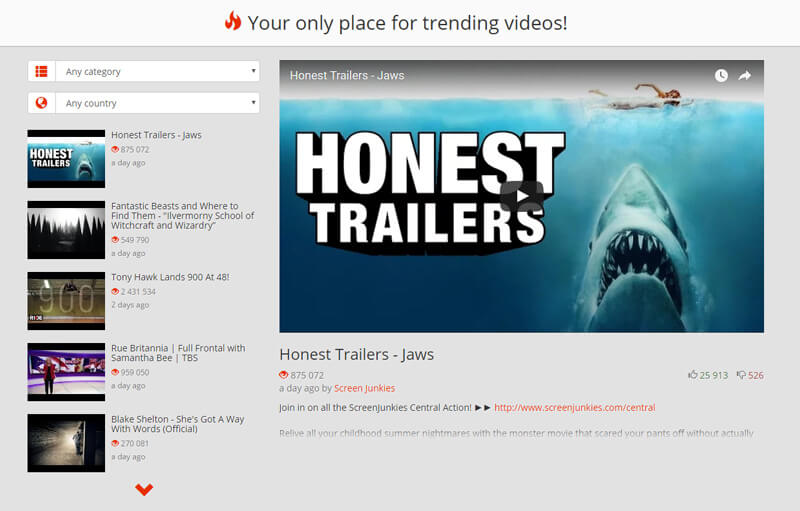 Your only place for trending videos!
Any category
Any country
HONEST
TRAILERS
Honest Trailers - Jaws
875 072
a day ago
Fantastic Beasts and Where to
Find Them - "Ilvermorny School of
Witchcraft and Wizardry"
549 790
a day ago
900
RIDE
Tony Hawk Lands 900 At 48!
2 431 534
2 days ago
Rue Britannia | Full Frontal with
Samantha Bee | TBS
959 050
a day ago
Blake Shelton - She's Got A Way
With Words (Official)
270 081
a day ago
Honest Trailers - Jaws
HONEST
TRAILERS
Honest Trailers - Jaws
875 072
25 913 526
a day ago by Screen Junkies
Join in on all the ScreenJunkies Central Action! ►► http://www.screenjunkies.com/central
Relive all your childhood summer nightmares with the monster movie that scared your pants off without actually